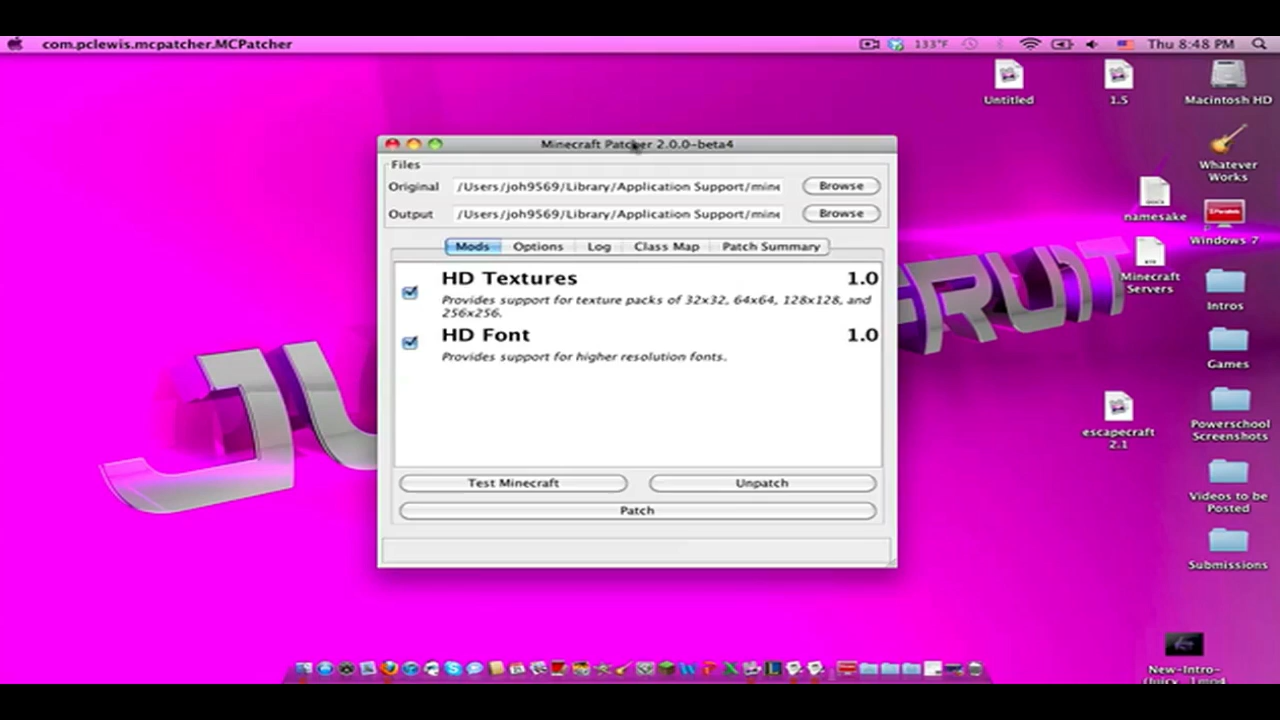 com.pclewis.mcpatcher.MCPatcher
133°F
Thu 8:48 PM
Untitled
1.5
Macintosh HD
Minecraft Patcher 2.0.0-beta4
Files
Original
/Users/joh9569/Library/Application Support/mine
Browse
Output
/Users/joh9569/Library/Application Support/mine
Browse
Mods
Options
Log
Class Map
Patch Summary
HD Textures
1.0
Provides support for texture packs of 32x32, 64x64, 128x128, and
256x256.
HD Font
1.0
Provides support for higher resolution fonts.
Test Minecraft
Unpatch
Patch
Whatever
Works
namesake
Windows 7
Minecraft
Servers
Intros
Games
escapecraft
2.1
Powerschool
Screenshots
Videos to be
Posted
Submissions
New-Intro-
FRUIT